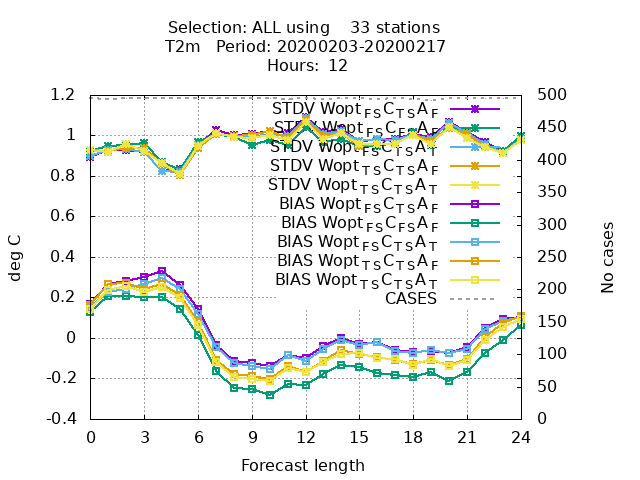 Selection: ALL using 33 stations
T2m Period: 20200203-20200217
Hours: 12
1.2
1
0.8
0.6
0.4
0.2
0
-0.2
-0.4
deg C
500
450
400
350
300
250
200
150
100
50
0
No cases
STDV Wopt FS C TS A F
STDV Wopt FS C FS A F
STDV Wopt FS C TS A T
STDV Wopt TS C TS A F
STDV Wopt TS C TS A T
BIAS Wopt FS C TS A F
BIAS Wopt FS C FS A F
BIAS Wopt FS C TS A T
BIAS Wopt TS C TS A F
BIAS Wopt TS C TS A T
CASES
0 3 6 9 12 15 18 21 24
Forecast length